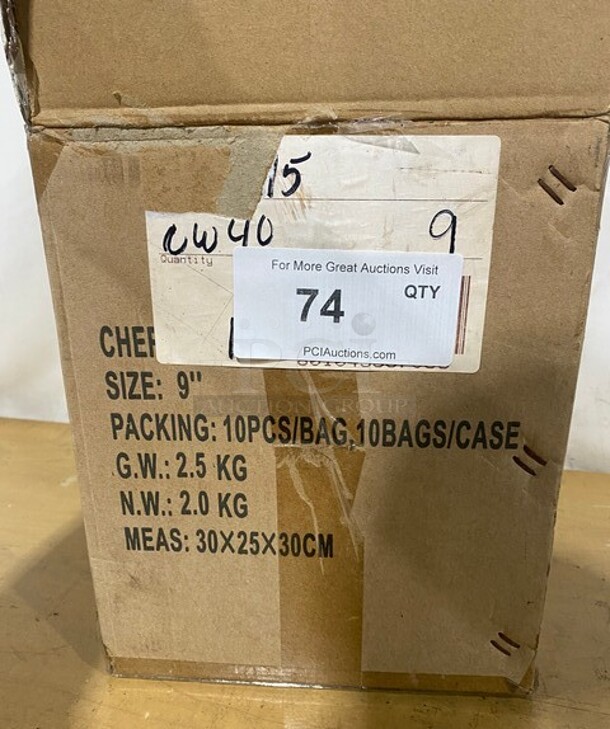 15
CW40 9
Quantity
For More Great Auctions Visit
74 QTY
PCIAuctions.com
CHEF
SIZE: 9"
PACKING: 10PCS/BAG,10BAGS/CASE
G.W.: 2.5 KG
N.W.: 2.0 KG
MEAS: 30X25X30CM